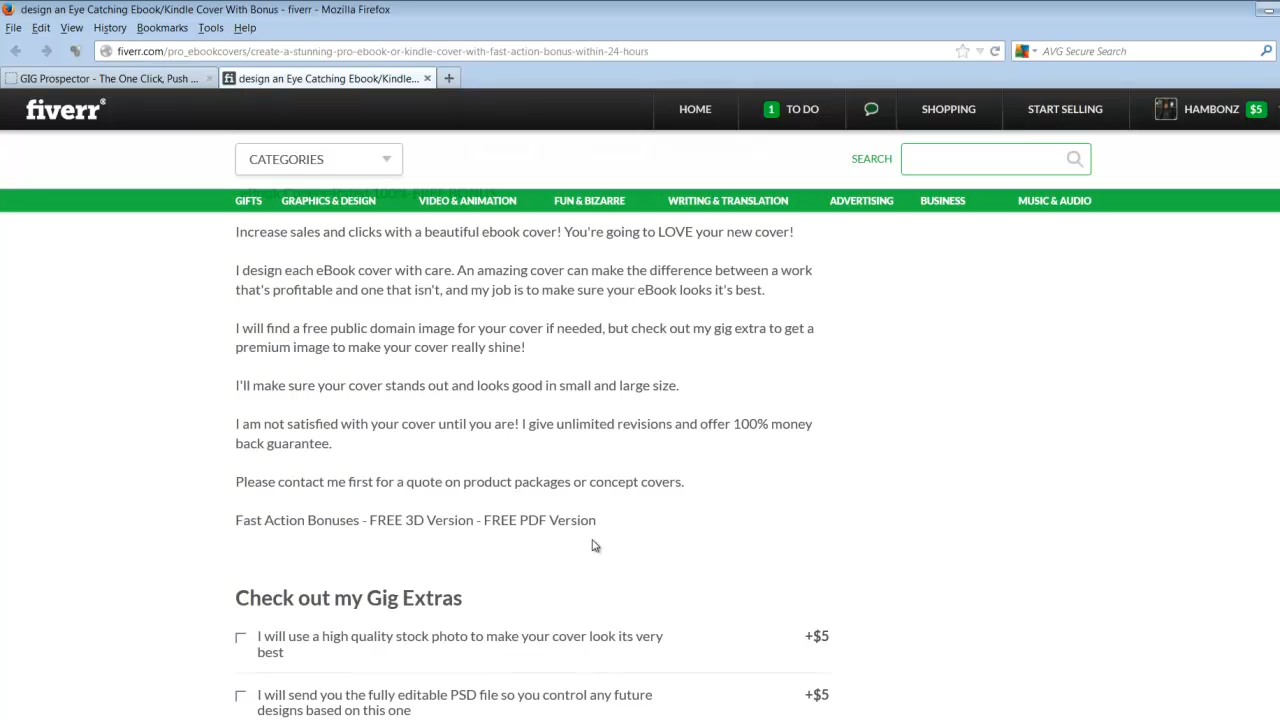 design an Eye Catching Ebook/Kindle Cover With Bonus - fiverr - Mozilla Firefox
File Edit View History Bookmarks Tools Help
fiverr.com/pro_ebookcovers/create-a-stunning-pro-ebook-or-kindle-cover-with-fast-action-bonus-within-24-hours
AVG Secure Search
GIG Prospector - The One Click, Push ...
design an Eye Catching Ebook/Kindle...
fiverr®
HOME
1 TO DO
SHOPPING
START SELLING
HAMBONZ $5
CATEGORIES
SEARCH
GIFTS GRAPHICS & DESIGN VIDEO & ANIMATION FUN & BIZARRE WRITING & TRANSLATION ADVERTISING BUSINESS MUSIC & AUDIO
Increase sales and clicks with a beautiful ebook cover! You're going to LOVE your new cover!
I design each eBook cover with care. An amazing cover can make the difference between a work
that's profitable and one that isn't, and my job is to make sure your eBook looks it's best.
I will find a free public domain image for your cover if needed, but check out my gig extra to get a
premium image to make your cover really shine!
I'll make sure your cover stands out and looks good in small and large size.
I am not satisfied with your cover until you are! I give unlimited revisions and offer 100% money
back guarantee.
Please contact me first for a quote on product packages or concept covers.
Fast Action Bonuses - FREE 3D Version - FREE PDF Version
Check out my Gig Extras
I will use a high quality stock photo to make your cover look its very
best
+$5
I will send you the fully editable PSD file so you control any future
designs based on this one
+$5